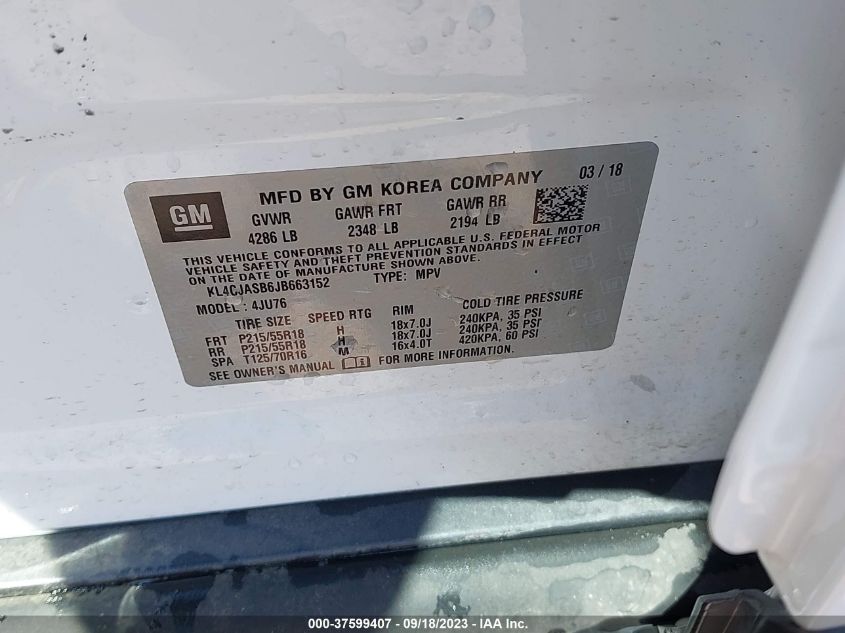 GM
MFD BY GM KOREA COMPANY 03 / 18
GVWR GAWR FRT GAWR RR
4286 LB 2348 LB 2194 LB
THIS VEHICLE CONFORMS TO ALL APPLICABLE U.S. FEDERAL MOTOR
VEHICLE SAFETY AND THEFT PREVENTION STANDARDS IN EFFECT
ON THE DATE OF MANUFACTURE SHOWN ABOVE.
KL4CJASB6JB663152 TYPE: MPV
MODEL : 4JU76
TIRE SIZE SPEED RTG RIM COLD TIRE PRESSURE
FRT P215/55R18 H 18x7.0J 240KPA, 35 PSI
RR P215/55R18 H 18x7.0J 240KPA, 35 PSI
SPA T125/70R16 M 16x4.0T 420KPA, 60 PSI
SEE OWNER'S MANUAL FOR MORE INFORMATION.
000-37599407 - 09/18/2023 - IAA Inc.